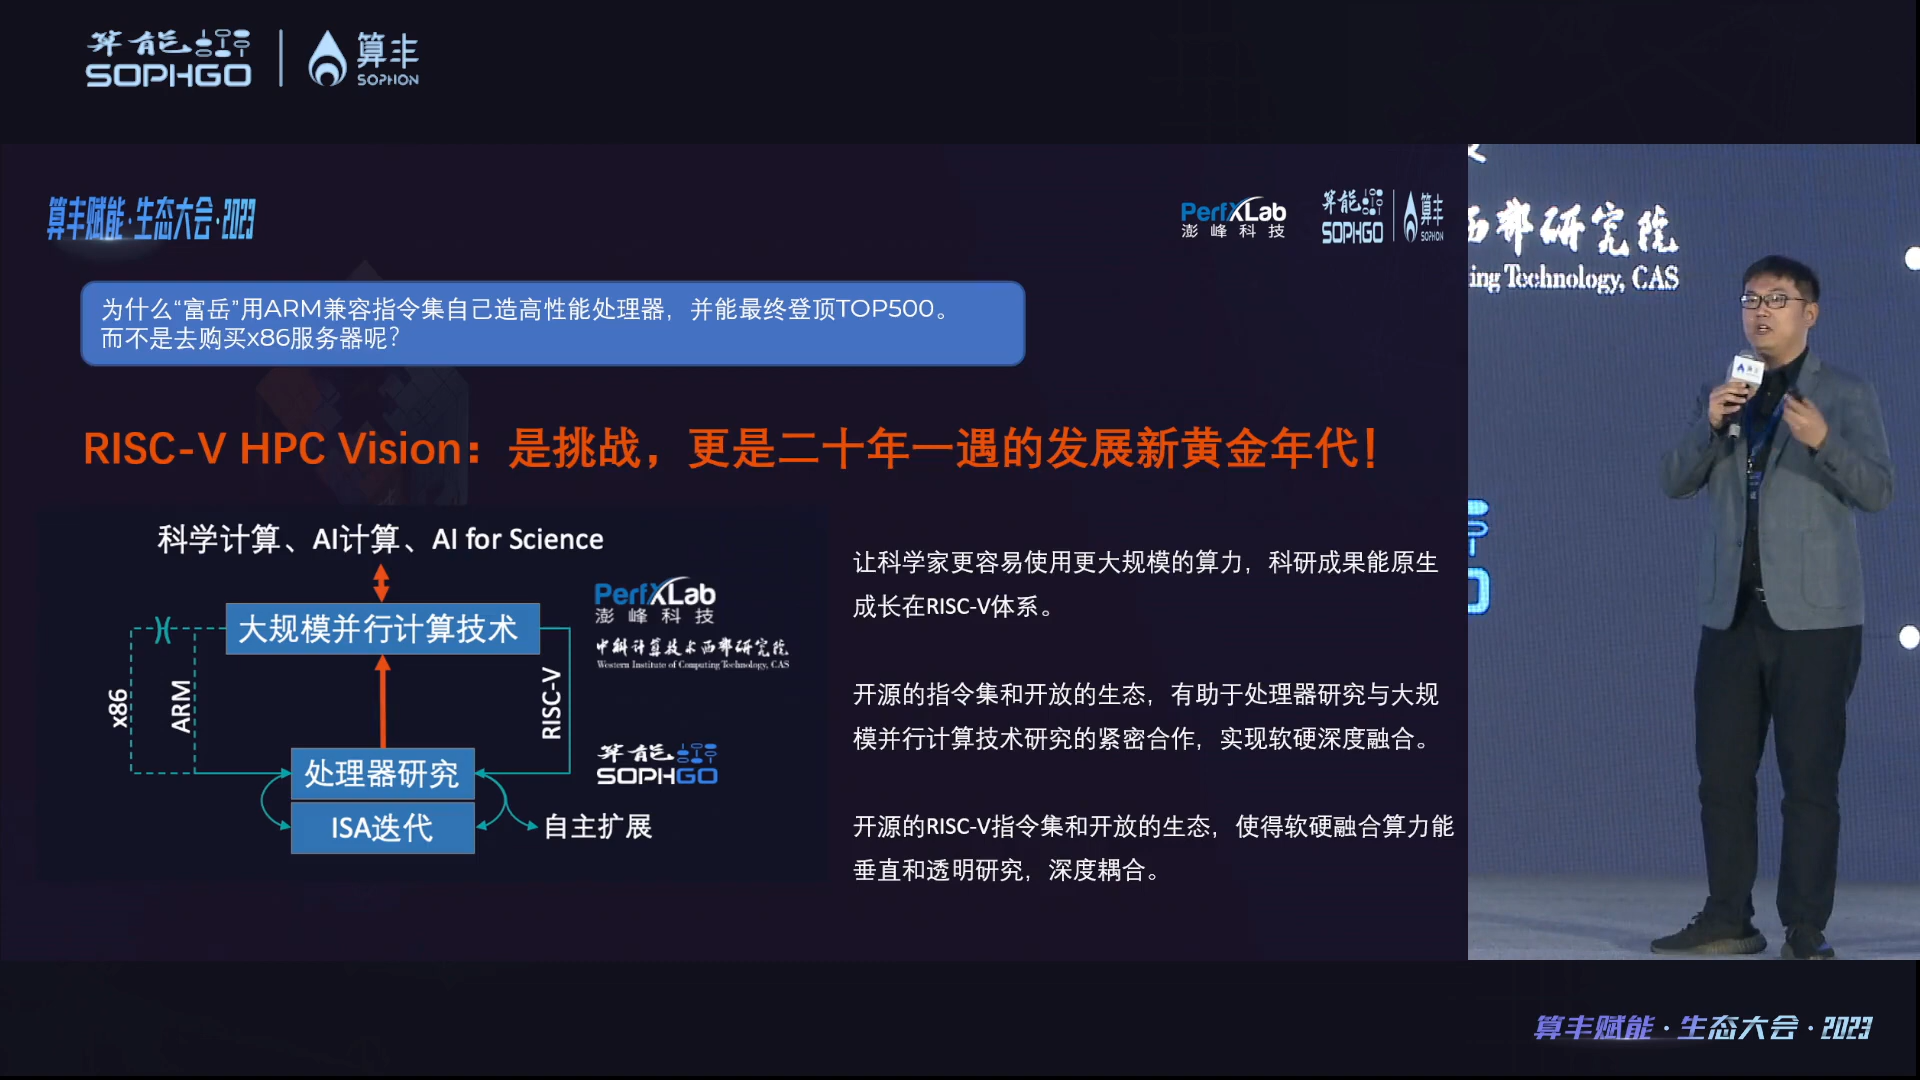 算能 SOPHGO
算丰 SOPHON
算丰赋能·生态大会·2023
PerfXLab
澎峰科技
算能 SOPHGO
算丰 SOPHON
为什么“富岳”用ARM兼容指令集自己造高性能处理器，并能最终登顶TOP500。
而不是去购买x86服务器呢？
RISC-V HPC Vision：是挑战，更是二十年一遇的发展新黄金年代！
科学计算、AI计算、AI for Science
大规模并行计算技术
x86
ARM
RISC-V
处理器研究
ISA迭代
自主扩展
PerfXLab
澎峰科技
中科计算技术西部研究院
Western Institute of Computing Technology, CAS
算能
SOPHGO
让科学家更容易使用更大规模的算力，科研成果能原生
成长在RISC-V体系。
开源的指令集和开放的生态，有助于处理器研究与大规
模并行计算技术研究的紧密合作，实现软硬深度融合。
开源的RISC-V指令集和开放的生态，使得软硬融合算力能
垂直和透明研究，深度耦合。
西部研究院
ing Technology, CAS
算丰赋能·生态大会·2023